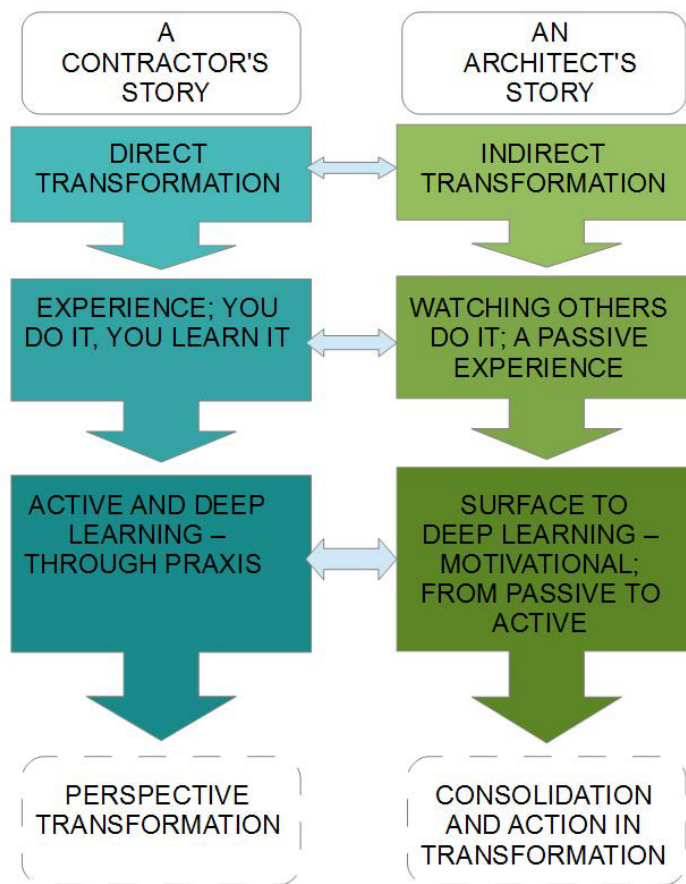 A
CONTRACTOR'S
STORY
AN
ARCHITECT'S
STORY
DIRECT
TRANSFORMATION
INDIRECT
TRANSFORMATION
EXPERIENCE; YOU
DO IT, YOU LEARN IT
WATCHING OTHERS
DO IT; A PASSIVE
EXPERIENCE
ACTIVE AND DEEP
LEARNING –
THROUGH PRAXIS
SURFACE TO
DEEP LEARNING –
MOTIVATIONAL;
FROM PASSIVE TO
ACTIVE
PERSPECTIVE
TRANSFORMATION
CONSOLIDATION
AND ACTION IN
TRANSFORMATION